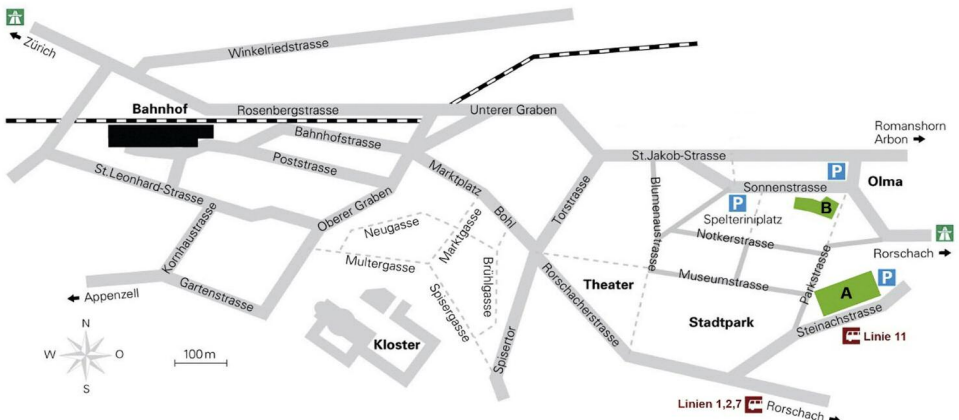 Zürich
Winkelriedstrasse
Bahnhof
Rosenbergstrasse
Unterer Graben
Bahnhofstrasse
Poststrasse
St.Leonhard-Strasse
Marktplatz
Bohl
Torstrasse
St.Jakob-Strasse
Romanshorn
Arbon
P
Sonnenstrasse
Olma
P
Spelteriniplatz
B
Blumenaustrasse
Notkerstrasse
Rorschach
Oberer Graben
Neugasse
Marktgasse
Multergasse
Brühlgasse
Kornhaustrasse
Gartenstrasse
Appenzell
Spisergasse
Spisertor
Kloster
Rorschacherstrasse
Theater
Museumstrasse
Parkstrasse
P
A
Stadtpark
Steinachstrasse
Linie 11
N
W
O
S
100 m
Linien 1,2,7
Rorschach